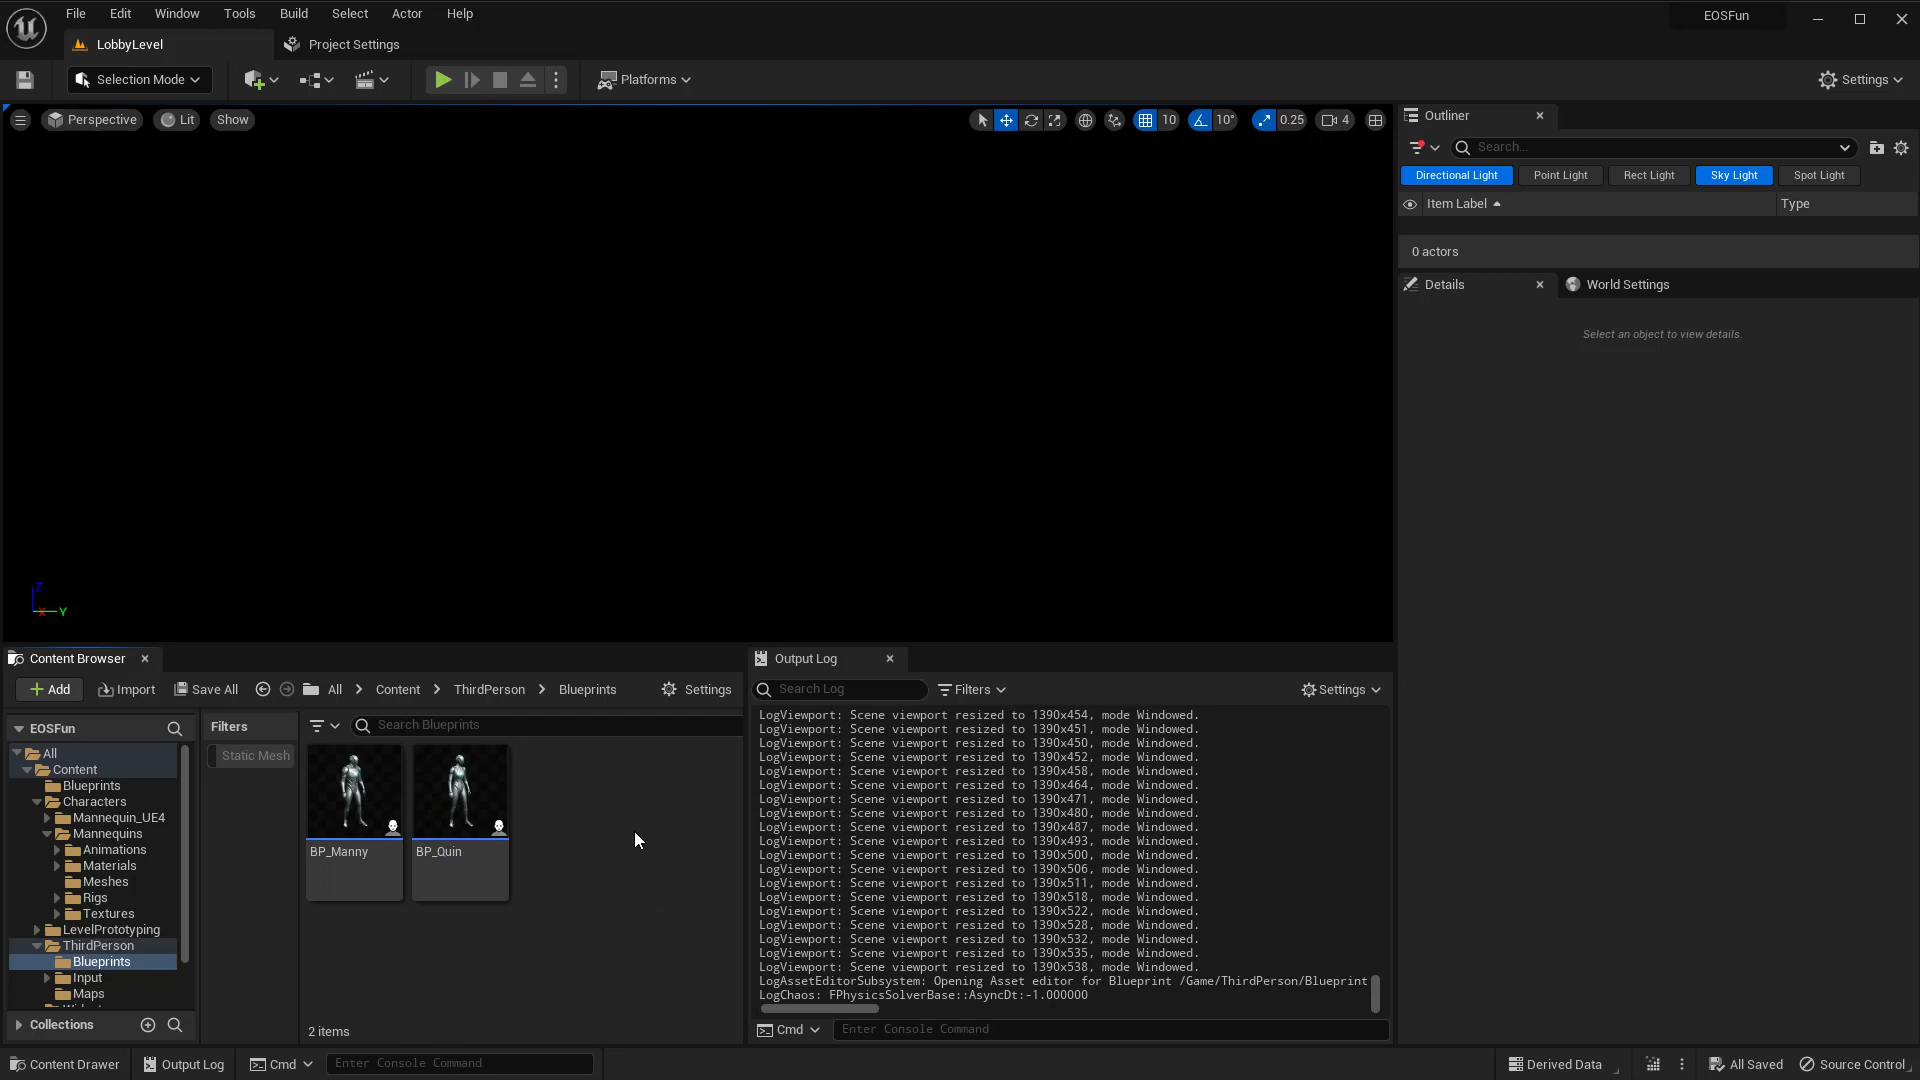 File Edit Window Tools Build Select Actor Help
EOSFun
LobbyLevel
Project Settings
Selection Mode
Platforms
Settings
Perspective
Lit
Show
10
10°
0.25
4
Z
X
Y
Outliner
Search...
Directional Light
Point Light
Rect Light
Sky Light
Spot Light
Item Label
Type
0 actors
Details
World Settings
Select an object to view details.
Content Browser
Add
Import
Save All
All
Content
ThirdPerson
Blueprints
Settings
EOSFun
All
Content
Blueprints
Characters
Mannequin_UE4
Mannequins
Animations
Materials
Meshes
Rigs
Textures
LevelPrototyping
ThirdPerson
Blueprints
Input
Maps
Collections
Filters
Static Mesh
Search Blueprints
BP_Manny
BP_Quin
2 items
Output Log
Search Log
Filters
Settings
LogViewport: Scene viewport resized to 1390x454, mode Windowed.
LogViewport: Scene viewport resized to 1390x451, mode Windowed.
LogViewport: Scene viewport resized to 1390x450, mode Windowed.
LogViewport: Scene viewport resized to 1390x452, mode Windowed.
LogViewport: Scene viewport resized to 1390x458, mode Windowed.
LogViewport: Scene viewport resized to 1390x464, mode Windowed.
LogViewport: Scene viewport resized to 1390x471, mode Windowed.
LogViewport: Scene viewport resized to 1390x480, mode Windowed.
LogViewport: Scene viewport resized to 1390x487, mode Windowed.
LogViewport: Scene viewport resized to 1390x493, mode Windowed.
LogViewport: Scene viewport resized to 1390x500, mode Windowed.
LogViewport: Scene viewport resized to 1390x506, mode Windowed.
LogViewport: Scene viewport resized to 1390x511, mode Windowed.
LogViewport: Scene viewport resized to 1390x518, mode Windowed.
LogViewport: Scene viewport resized to 1390x522, mode Windowed.
LogViewport: Scene viewport resized to 1390x528, mode Windowed.
LogViewport: Scene viewport resized to 1390x532, mode Windowed.
LogViewport: Scene viewport resized to 1390x535, mode Windowed.
LogViewport: Scene viewport resized to 1390x538, mode Windowed.
LogAssetEditorSubsystem: Opening Asset editor for Blueprint /Game/ThirdPerson/Blueprint
LogChaos: FPhysicsSolverBase::AsyncDt:-1.000000
Cmd
Enter Console Command
Content Drawer
Output Log
Cmd
Enter Console Command
Derived Data
All Saved
Source Control